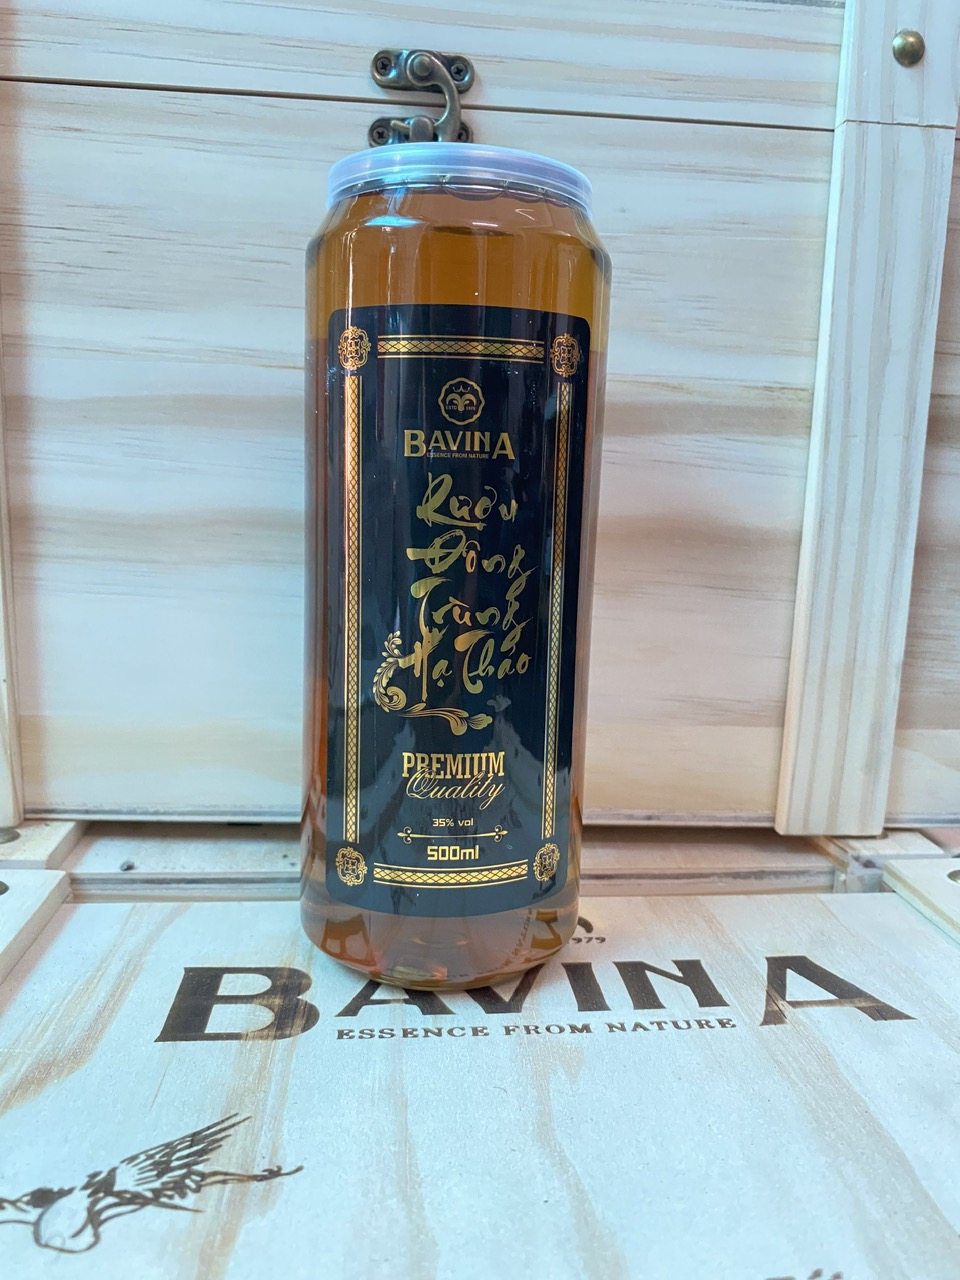 ESTD 1979
BAVINA
ESSENCE FROM NATURE
Rượu
Đông
Trùng
Hạ Thảo
PREMIUM
Quality
35% vol
500ml
1979
BAVINA
ESSENCE FROM NATURE